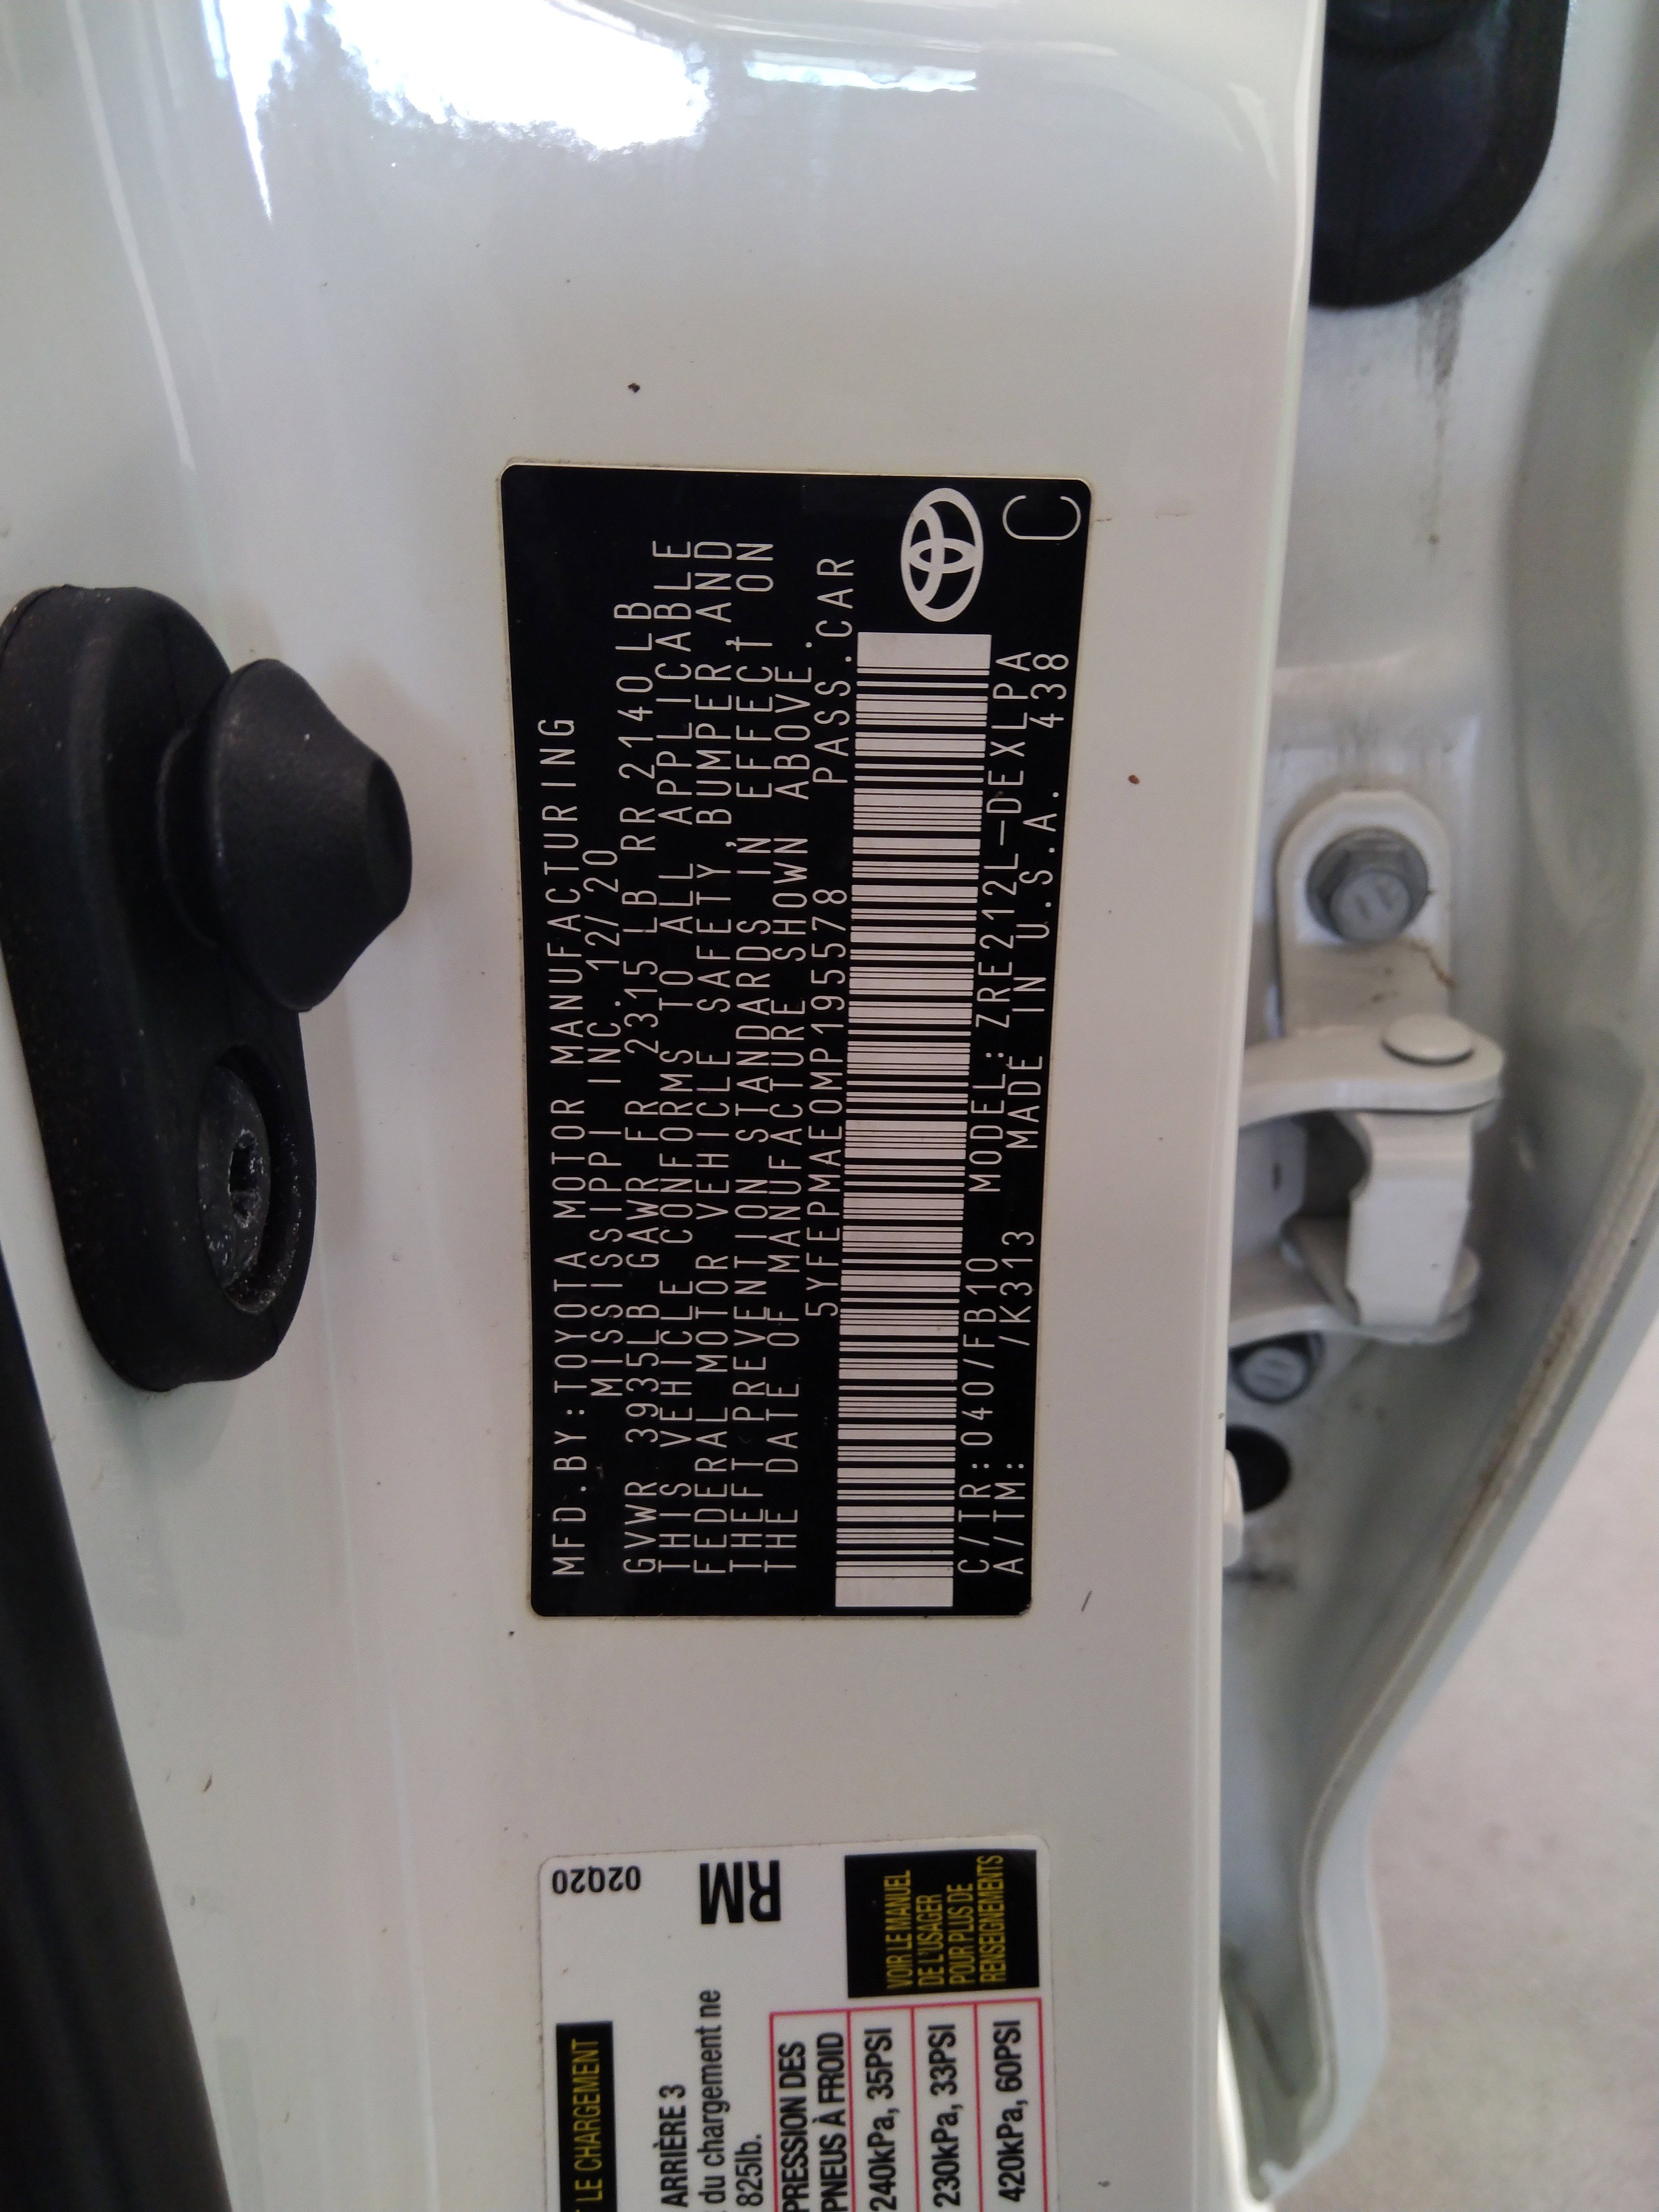 MFD.BY:TOYOTA MOTOR MANUFACTURING
MISSISSIPPI INC. 12/20
GVWR 3935LB GAWR FR 2315 LB RR 2140LB
THIS VEHICLE CONFORMS TO ALL APPLICABLE
FEDERAL MOTOR VEHICLE SAFETY, BUMPER, AND
THEFT PREVENTION STANDARDS IN EFFECT ON
THE DATE OF MANUFACTURE SHOWN ABOVE.
5YFEPMAE0MP195578 PASS.CAR
C/TR:040/FB10 MODEL:ZRE212L-DEXLPA
A/TM: /K313 MADE IN U.S.A. 438
C
02Q20
RM
LE CHARGEMENT
ARRIÈRE 3
du chargement ne
825lb.
PRESSION DES
PNEUS À FROID
240kPa, 35PSI
230kPa, 33PSI
420kPa, 60PSI
VOIR LE MANUEL
DE L'USAGER
POUR PLUS DE
RENSEIGNEMENTS